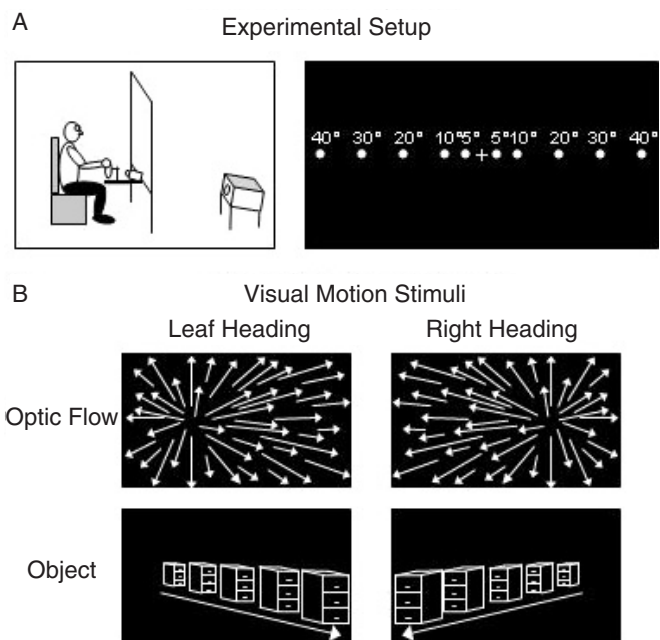 A
Experimental Setup
40° 30° 20° 10° 5° 5° 10° 20° 30° 40°
B
Visual Motion Stimuli
Leaf Heading Right Heading
Optic Flow
Object